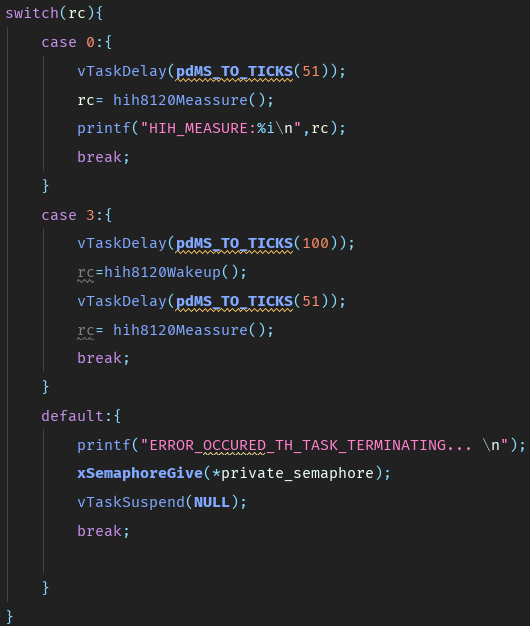 switch(rc){
case 0:{
vTaskDelay(pdMS_TO_TICKS(51));
rc= hih8120Meassure();
printf("HIH_MEASURE:%i\n",rc);
break;
}
case 3:{
vTaskDelay(pdMS_TO_TICKS(100));
rc=hih8120Wakeup();
vTaskDelay(pdMS_TO_TICKS(51));
rc= hih8120Meassure();
break;
}
default:{
printf("ERROR_OCCURED_TH_TASK_TERMINATING... \n");
xSemaphoreGive(*private_semaphore);
vTaskSuspend(NULL);
break;
}
}